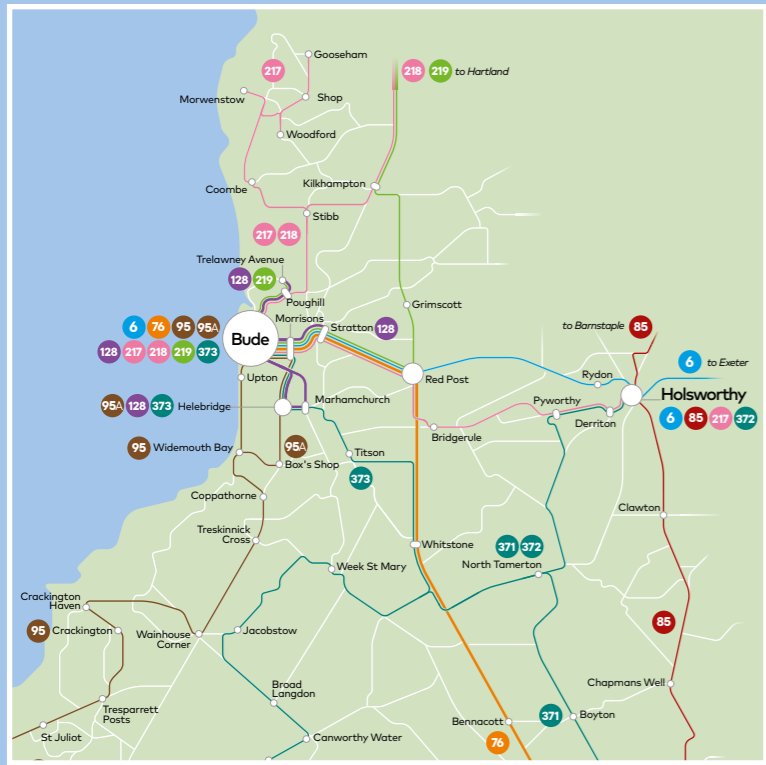 Gooseham
217
218 219 to Hartland
Morwenstow
Shop
Woodford
Kilkhampton
Coombe
Stibb
217 218
Trelawney Avenue
128 219
Poughill
Grimscott
Morrisons
6 76 95 95A
Bude
Stratton 128
128 217 218 219 373
to Barnstaple 85
6 to Exeter
Upton
Red Post
Rydon
Holsworthy
95A 128 373 Helebridge
Marhamchurch
Pyworthy
6 85 217 372
Derriton
Bridgerule
95 Widemouth Bay
95A
Titson
Box's Shop
373
Coppathorne
Clawton
Treskinnick
Cross
Whitstone
371 372
North Tamerton
Week St Mary
Crackington
Haven
95 Crackington
Wainhouse
Corner
Jacobstow
85
Broad
Langdon
Chapmans Well
Tresparrett
Posts
371 Boyton
Bennacott
St Juliot
Canworthy Water
76